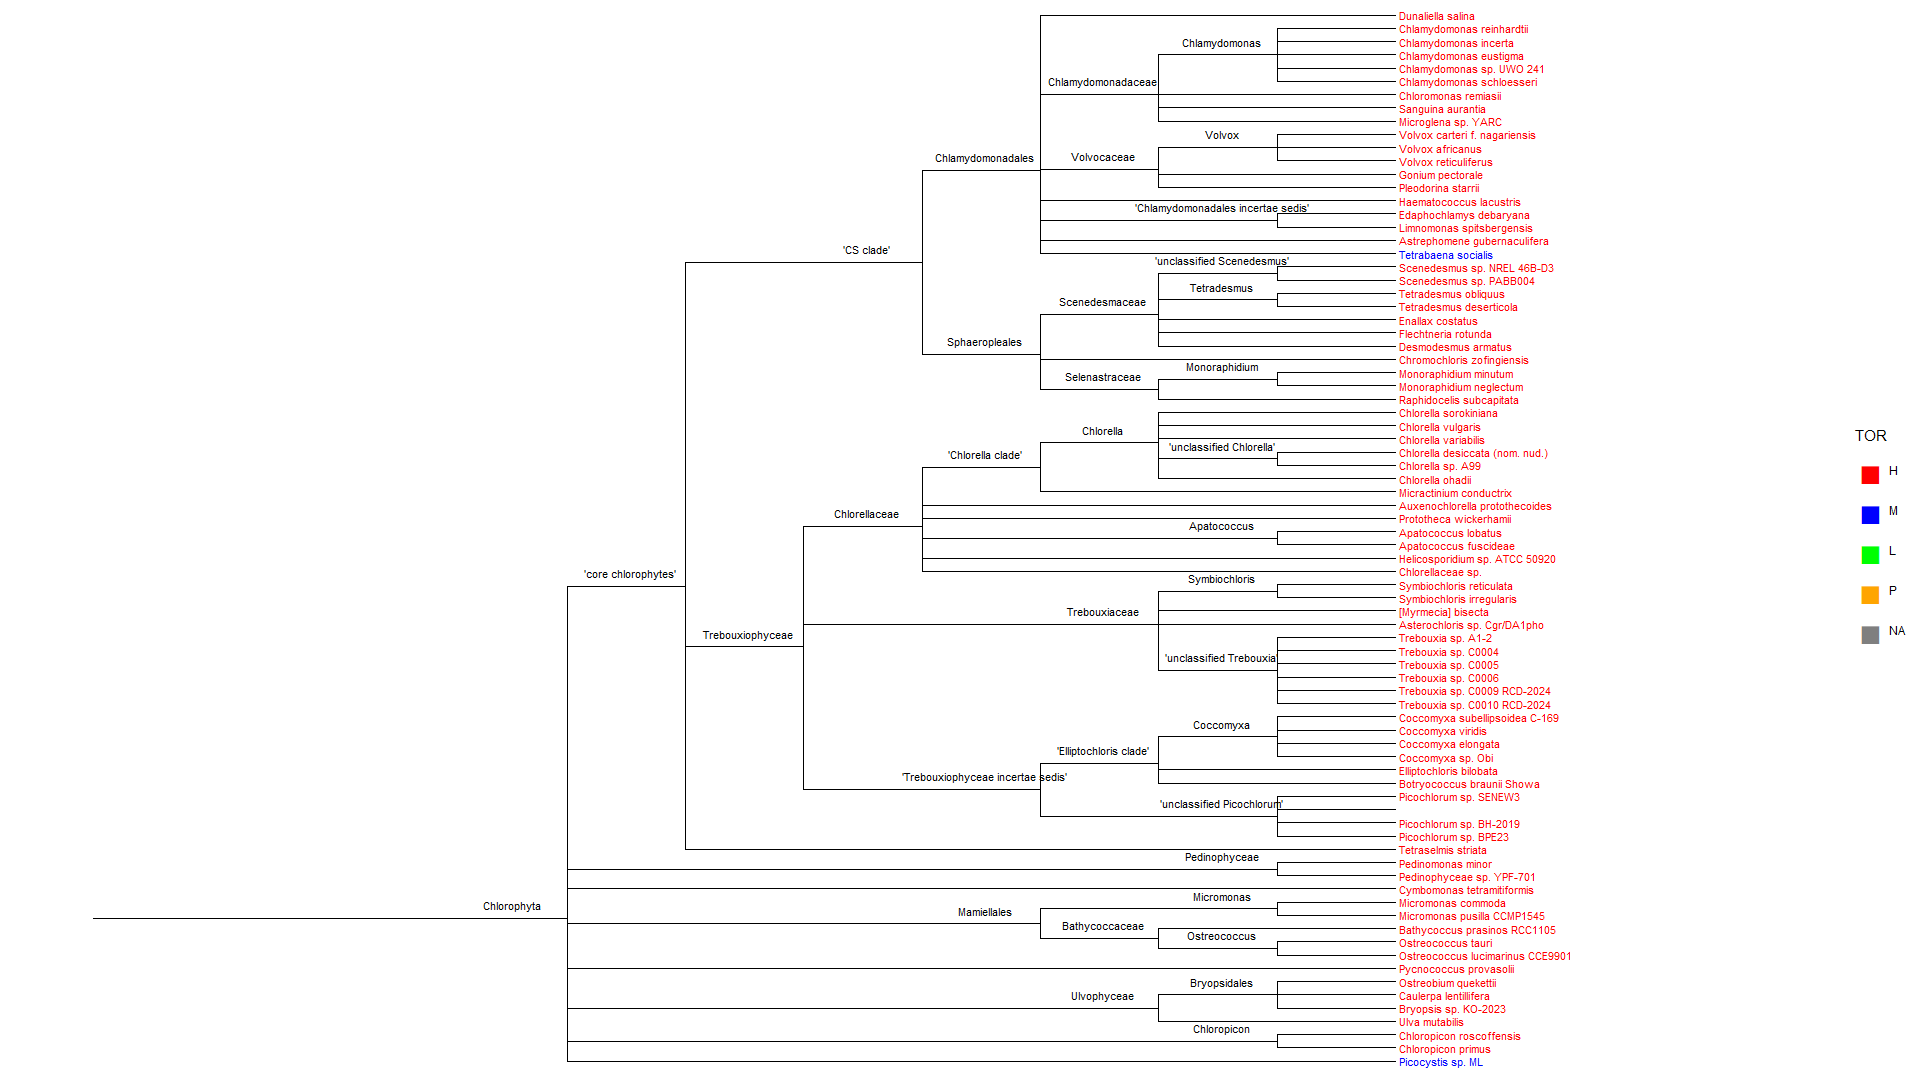 Dunaliella salina
Chlamydomonas reinhardtii
Chlamydomonas
Chlamydomonas incerta
Chlamydomonas eustigma
Chlamydomonas sp. UWO 241
Chlamydomonadaceae
Chlamydomonas schloesseri
Chloromonas remiasii
Sanguina aurantia
Microglena sp. YARC
Volvox
Volvox carteri f. nagariensis
Volvox africanus
Chlamydomonadales
Volvocaceae
Volvox reticuliferus
Gonium pectorale
Pleodorina starrii
Haematococcus lacustris
'Chlamydomonadales incertae sedis'
Edaphochlamys debaryana
Limnomonas spitsbergensis
Astrephomene gubernaculifera
'CS clade'
Tetrabaena socialis
'unclassified Scenedesmus'
Scenedesmus sp. NREL 46B-D3
Scenedesmus sp. PABB004
Tetradesmus
Tetradesmus obliquus
Scenedesmaceae
Tetradesmus deserticola
Enallax costatus
Flechtneria rotunda
Sphaeropleales
Desmodesmus armatus
Chromochloris zofingiensis
Monoraphidium
Monoraphidium minutum
Selenastraceae
Monoraphidium neglectum
Raphidocelis subcapitata
Chlorella sorokiniana
Chlorella
Chlorella vulgaris
Chlorella variabilis
'unclassified Chlorella'
'Chlorella clade'
Chlorella desiccata (nom. nud.)
Chlorella sp. A99
Chlorella ohadii
Micractinium conductrix
Auxenochlorella protothecoides
Chlorellaceae
Prototheca wickerhamii
Apatococcus
Apatococcus lobatus
Apatococcus fuscideae
Helicosporidium sp. ATCC 50920
'core chlorophytes'
Chlorellaceae sp.
Symbiochloris
Symbiochloris reticulata
Symbiochloris irregularis
Trebouxiaceae
[Myrmecia] bisecta
Asterochloris sp. Cgr/DA1pho
Trebouxiophyceae
Trebouxia sp. A1-2
Trebouxia sp. C0004
'unclassified Trebouxia'
Trebouxia sp. C0005
Trebouxia sp. C0006
Trebouxia sp. C0009 RCD-2024
Trebouxia sp. C0010 RCD-2024
Coccomyxa
Coccomyxa subellipsoidea C-169
Coccomyxa viridis
'Elliptochloris clade'
Coccomyxa elongata
Coccomyxa sp. Obi
'Trebouxiophyceae incertae sedis'
Elliptochloris bilobata
Botryococcus braunii Showa
'unclassified Picochlorum'
Picochlorum sp. SENEW3
Picochlorum sp. BH-2019
Picochlorum sp. BPE23
Tetraselmis striata
Pedinophyceae
Pedinomonas minor
Pedinophyceae sp. YPF-701
Cymbomonas tetramitiformis
Chlorophyta
Micromonas
Micromonas commoda
Mamiellales
Micromonas pusilla CCMP1545
Bathycoccaceae
Bathycoccus prasinos RCC1105
Ostreococcus
Ostreococcus tauri
Ostreococcus lucimarinus CCE9901
Pycnococcus provasolii
Bryopsidales
Ostreobium quekettii
Ulvophyceae
Caulerpa lentillifera
Bryopsis sp. KO-2023
Ulva mutabilis
Chloropicon
Chloropicon roscoffensis
Chloropicon primus
Picocystis sp. ML
TOR
H
M
L
P
NA